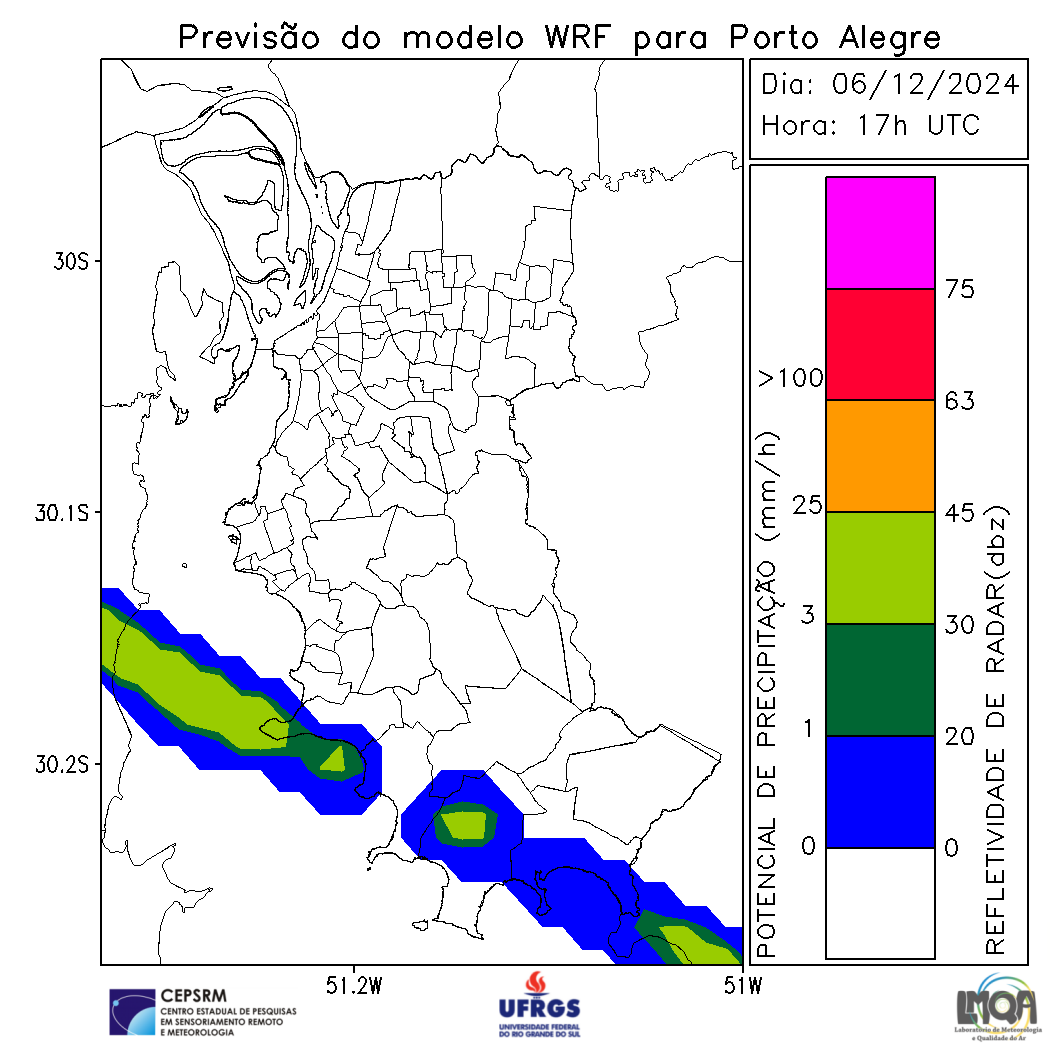 Previsão do modelo WRF para Porto Alegre
Dia: 06/12/2024
Hora: 17h UTC
30S
30.1S
30.2S
51.2W
51W
POTENCIAL DE PRECIPITAÇÃO (mm/h)
>100
25
3
1
0
75
63
45
30
20
0
REFLETIVIDADE DE RADAR(dbz)
CEPSRM
CENTRO ESTADUAL DE PESQUISAS
EM SENSORIAMENTO REMOTO
E METEOROLOGIA
UFRGS
UNIVERSIDADE FEDERAL
DO RIO GRANDE DO SUL
LMQA
Laboratório de Meteorologia
e Qualidade do Ar